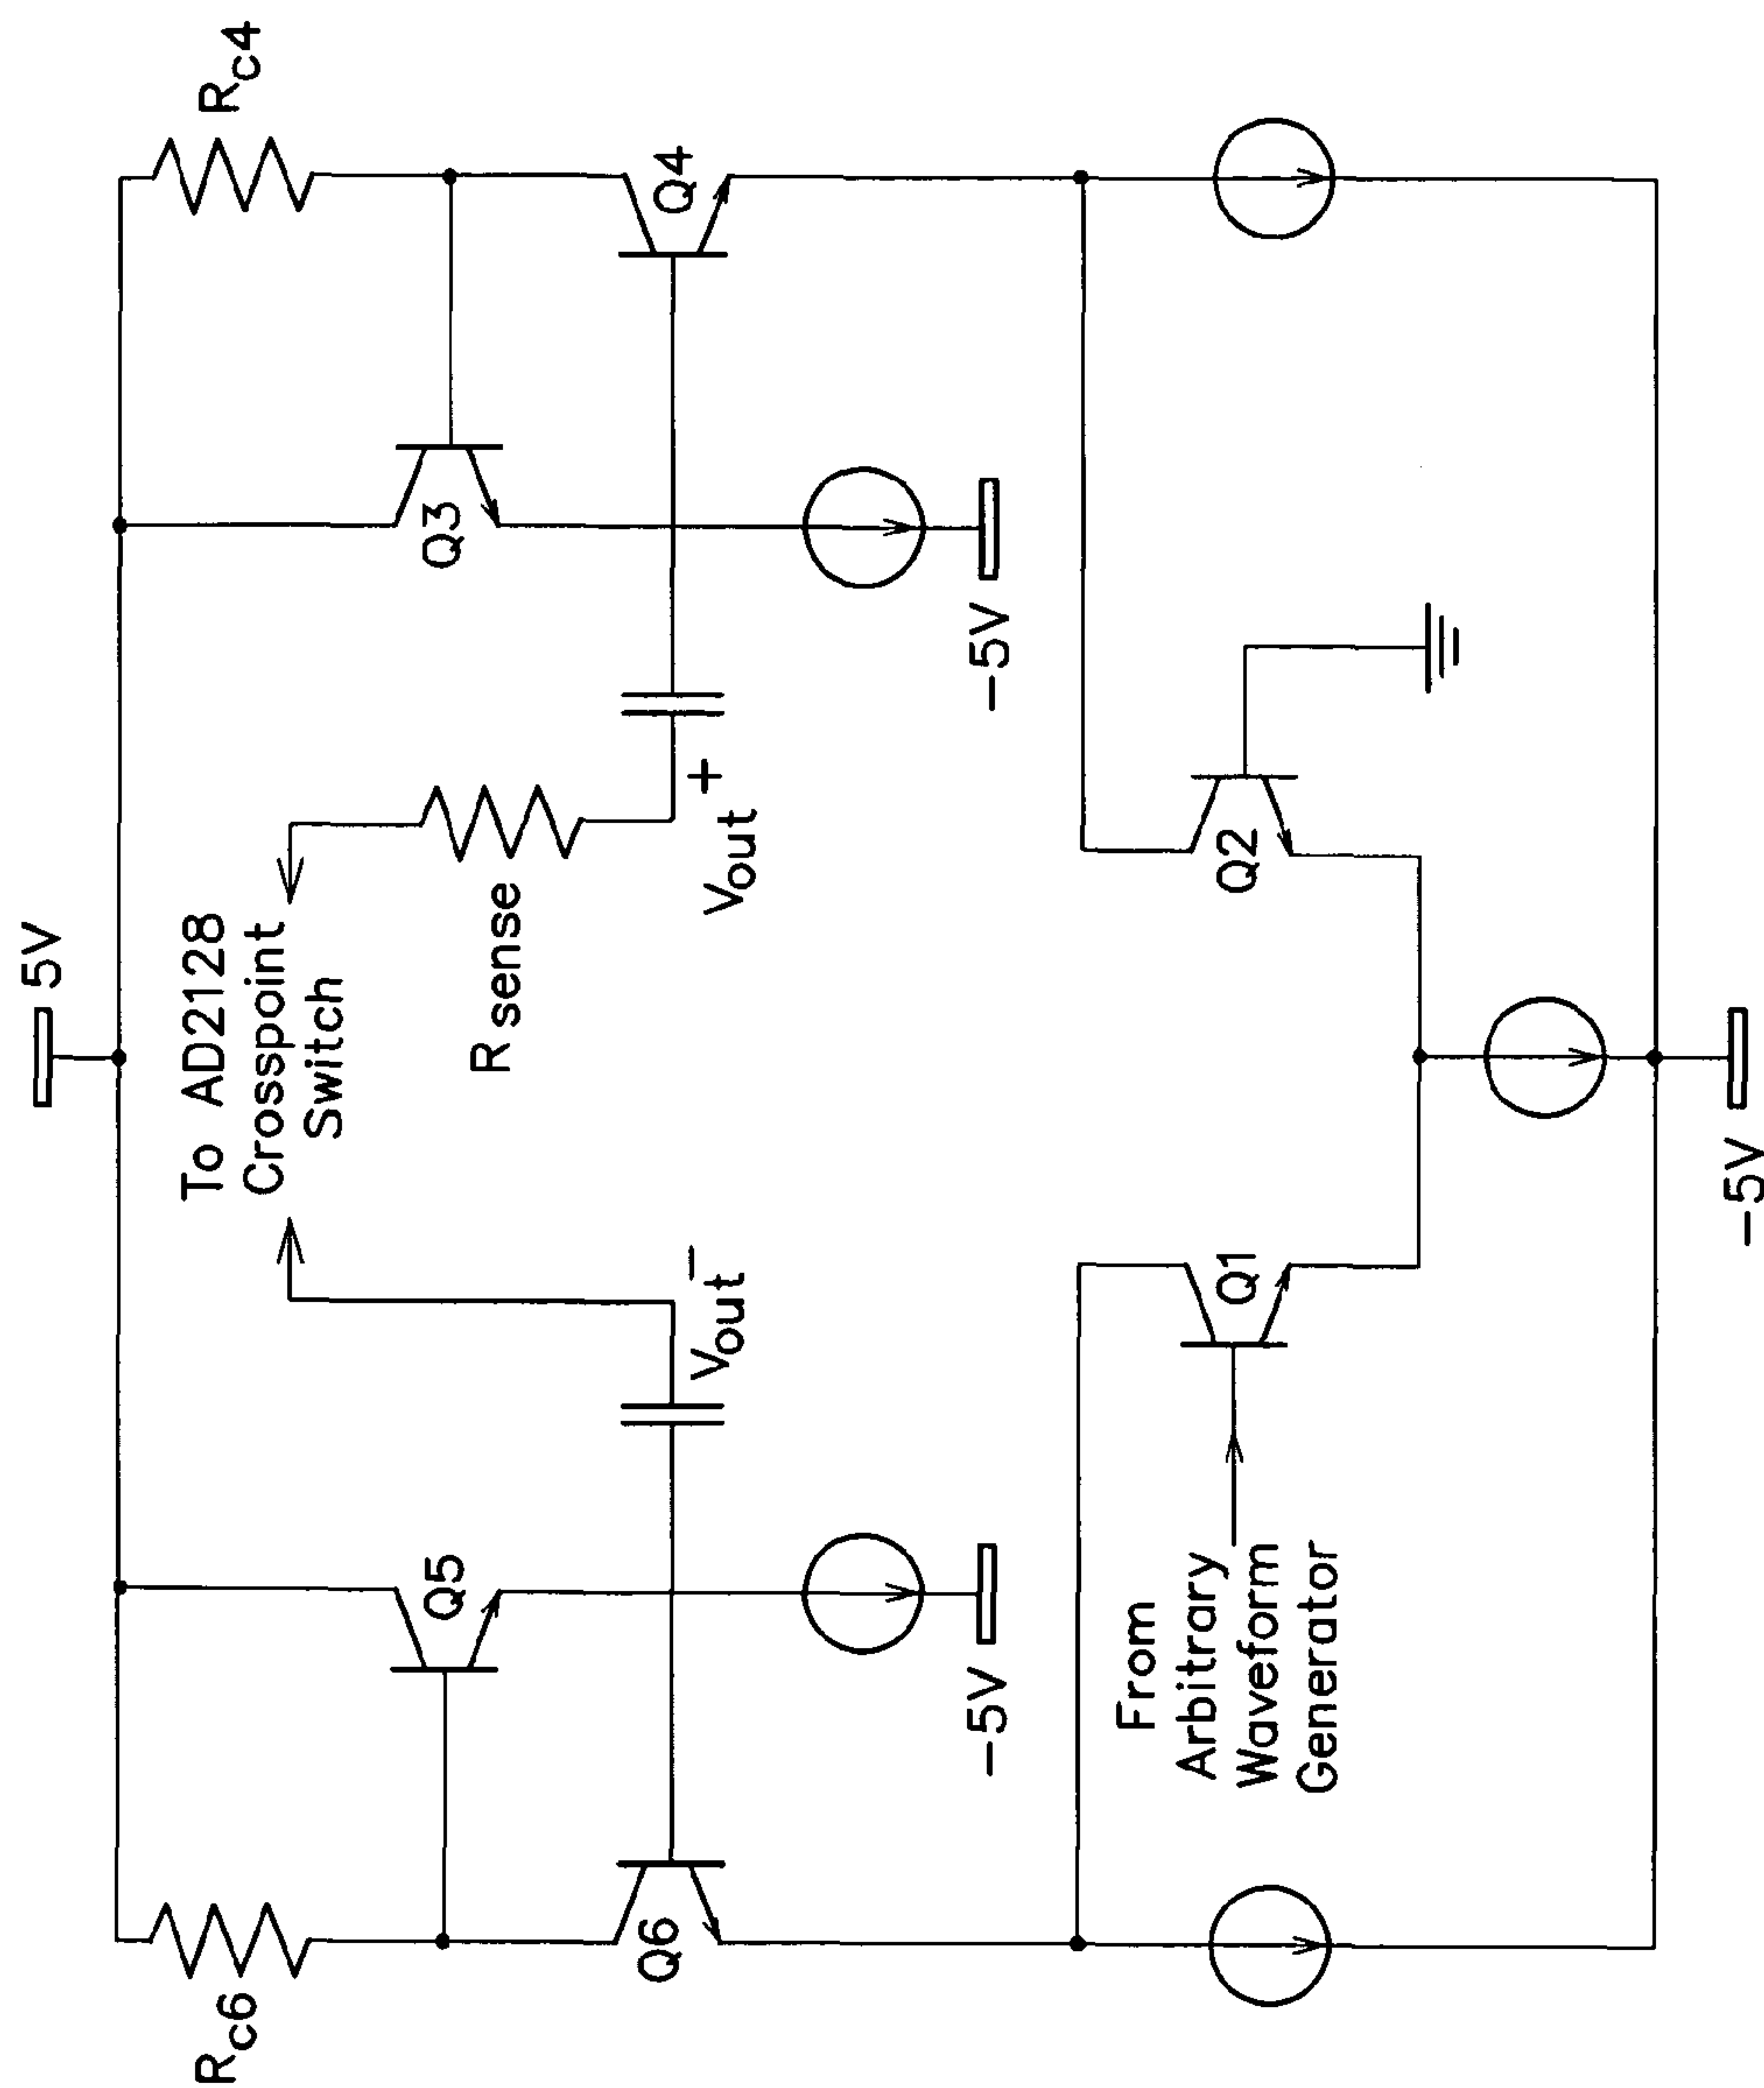 5V
Rc6
Rc4
To AD2128
Crosspoint
Switch
Q5
Q3
R sense
Q6
Q4
Vout−
Vout+
-5V
-5V
From
Arbitrary
Waveform
Generator
Q1
Q2
-5V